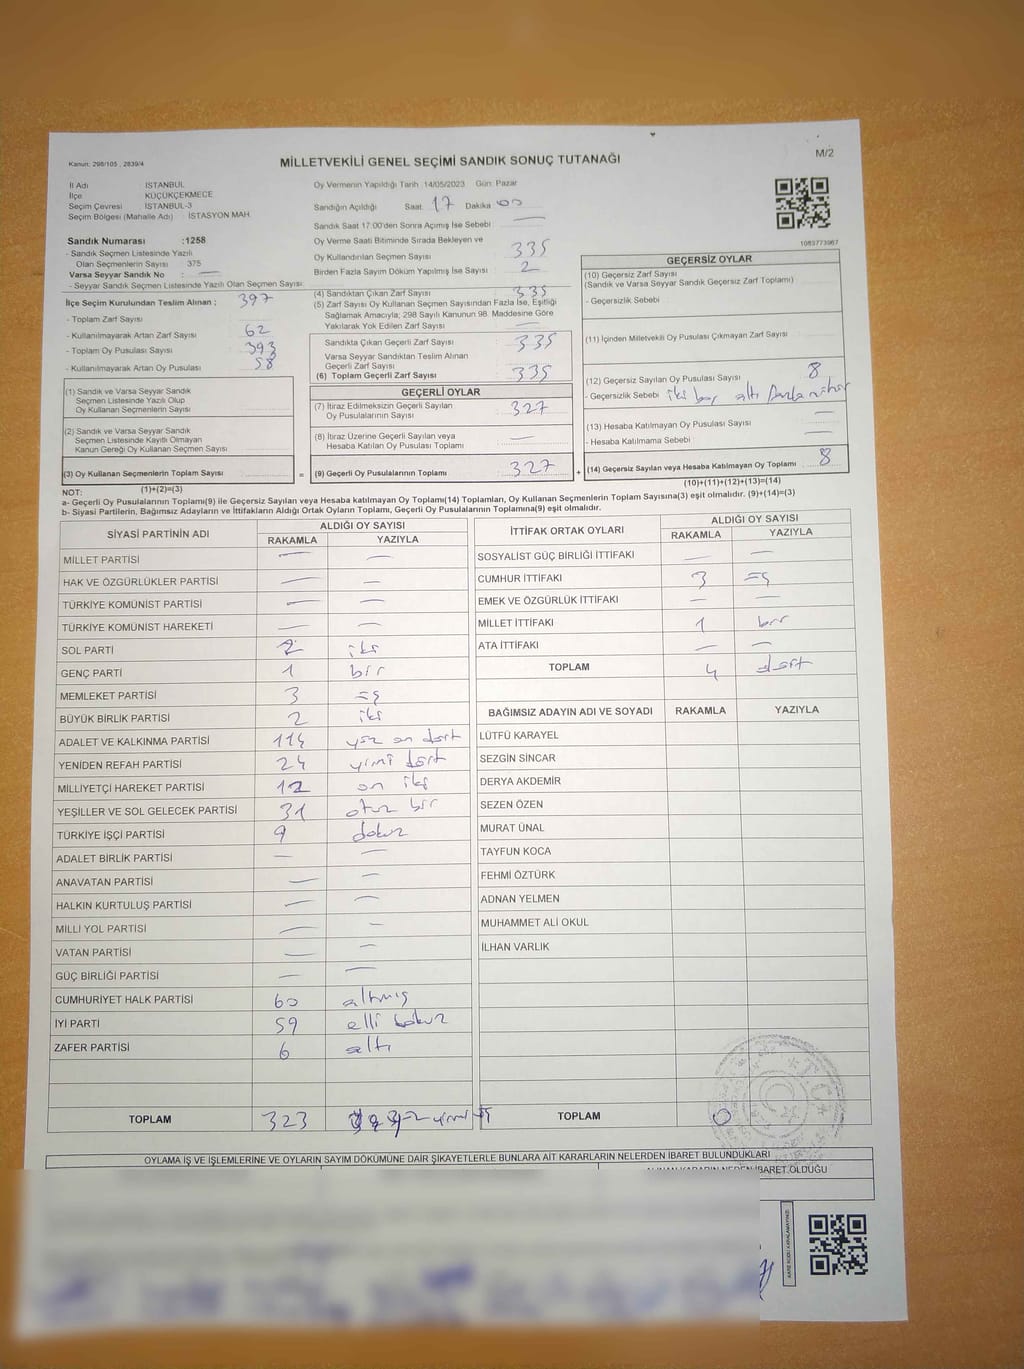 Kanun: 298/105 , 2839/4
MİLLETVEKİLİ GENEL SEÇİMİ SANDIK SONUÇ TUTANAĞI
M/2
İl Adı İSTANBUL
İlçe KÜÇÜKÇEKMECE
Seçim Çevresi İSTANBUL-3
Seçim Bölgesi (Mahalle Adı) : İSTASYON MAH.
Oy Vermenin Yapıldığı Tarih :14/05/2023 Gün: Pazar
Sandığın Açıldığı Saat: 17 Dakika 00
Sandık Saat 17:00'den Sonra Açımış İse Sebebi : —
1083773967
Sandık Numarası :1258
- Sandık Seçmen Listesinde Yazılı
Olan Seçmenlerin Sayısı 375
Varsa Seyyar Sandık No : —
- Seyyar Sandık Seçmen Listesinde Yazılı Olan Seçmen Sayısı:
Oy Verme Saati Bitiminde Sırada Bekleyen ve
Oy Kullandırılan Seçmen Sayısı 335
Birden Fazla Sayım Döküm Yapılmış İse Sayısı 2
İlçe Seçim Kurulundan Teslim Alınan ; 397
- Toplam Zarf Sayısı
- Kullanılmayarak Artan Zarf Sayısı 62
- Toplam Oy Pusulası Sayısı 393
- Kullanılmayarak Artan Oy Pusulası 58
(4) Sandıktan Çıkan Zarf Sayısı 335
(5) Zarf Sayısı Oy Kullanan Seçmen Sayısından Fazla İse, Eşitliği
Sağlamak Amacıyla; 298 Sayılı Kanunun 98. Maddesine Göre
Yakılarak Yok Edilen Zarf Sayısı —
Sandıkta Çıkan Geçerli Zarf Sayısı 335
Varsa Seyyar Sandıktan Teslim Alınan
Geçerli Zarf Sayısı
(6) Toplam Geçerli Zarf Sayısı 335
GEÇERSİZ OYLAR
(10) Geçersiz Zarf Sayısı
(Sandık ve Varsa Seyyar Sandık Geçersiz Zarf Toplamı)
- Geçersizlik Sebebi
(11) İçinden Milletvekili Oy Pusulası Çıkmayan Zarf Sayısı
(12) Geçersiz Sayılan Oy Pusulası Sayısı 8
- Geçersizlik Sebebi iki boş altı
(13) Hesaba Katılmayan Oy Pusulası Sayısı —
- Hesaba Katılmama Sebebi —
(14) Geçersiz Sayılan veya Hesaba Katılmayan Oy Toplamı 8
(10)+(11)+(12)+(13)=(14)
(1) Sandık ve Varsa Seyyar Sandık
Seçmen Listesinde Yazılı Olup
Oy Kullanan Seçmenlerin Sayısı
(2) Sandık ve Varsa Seyyar Sandık
Seçmen Listesinde Kayıtlı Olmayan
Kanun Gereği Oy Kullanan Seçmen Sayısı
(3) Oy Kullanan Seçmenlerin Toplam Sayısı
(1)+(2)=(3)
GEÇERLİ OYLAR
(7) İtiraz Edilmeksizin Geçerli Sayılan
Oy Pusulalarının Sayısı 327
(8) İtiraz Üzerine Geçerli Sayılan veya
Hesaba Katılan Oy Pusulası Toplamı —
= (9) Geçerli Oy Pusulalarının Toplamı 327 +
NOT:
a- Geçerli Oy Pusulalarının Toplamı(9) ile Geçersiz Sayılan veya Hesaba katılmayan Oy Toplamı(14) Toplamları, Oy Kullanan Seçmenlerin Toplam Sayısına(3) eşit olmalıdır. (9)+(14)=(3)
b- Siyasi Partilerin, Bağımsız Adayların ve İttifakların Aldığı Ortak Oyların Toplamı, Geçerli Oy Pusulalarının Toplamına(9) eşit olmalıdır.
SİYASİ PARTİNİN ADI ALDIĞI OY SAYISI
RAKAMLA YAZIYLA
MİLLET PARTİSİ — —
HAK VE ÖZGÜRLÜKLER PARTİSİ — —
TÜRKİYE KOMÜNİST PARTİSİ — —
TÜRKİYE KOMÜNİST HAREKETİ — —
SOL PARTİ 2 iki
GENÇ PARTİ 1 bir
MEMLEKET PARTİSİ 3 üç
BÜYÜK BİRLİK PARTİSİ 2 iki
ADALET VE KALKINMA PARTİSİ 114 yüz on dört
YENİDEN REFAH PARTİSİ 24 yirmi dört
MİLLİYETÇİ HAREKET PARTİSİ 12 on iki
YEŞİLLER VE SOL GELECEK PARTİSİ 31 otuz bir
TÜRKİYE İŞÇİ PARTİSİ 9 dokuz
ADALET BİRLİK PARTİSİ — —
ANAVATAN PARTİSİ — —
HALKIN KURTULUŞ PARTİSİ — —
MİLLİ YOL PARTİSİ — —
VATAN PARTİSİ — —
GÜÇ BİRLİĞİ PARTİSİ — —
CUMHURİYET HALK PARTİSİ 60 altmış
İYİ PARTİ 59 elli dokuz
ZAFER PARTİSİ 6 altı
TOPLAM 323
İTTİFAK ORTAK OYLARI ALDIĞI OY SAYISI
RAKAMLA YAZIYLA
SOSYALİST GÜÇ BİRLİĞİ İTTİFAKI — —
CUMHUR İTTİFAKI 3 üç
EMEK VE ÖZGÜRLÜK İTTİFAKI — —
MİLLET İTTİFAKI 1 bir
ATA İTTİFAKI — —
TOPLAM 4 dört
BAĞIMSIZ ADAYIN ADI VE SOYADI RAKAMLA YAZIYLA
LÜTFÜ KARAYEL
SEZGİN SİNCAR
DERYA AKDEMİR
SEZEN ÖZEN
MURAT ÜNAL
TAYFUN KOCA
FEHMİ ÖZTÜRK
ADNAN YELMEN
MUHAMMET ALİ OKUL
İLHAN VARLIK
TOPLAM 0
T.C.
OYLAMA İŞ VE İŞLEMLERİNE VE OYLARIN SAYIM DÖKÜMÜNE DAİR ŞİKAYETLERLE BUNLARA AİT KARARLARIN NELERDEN İBARET BULUNDUKLARI
ALINAN KARARIN NEDEN İBARET OLDUĞU